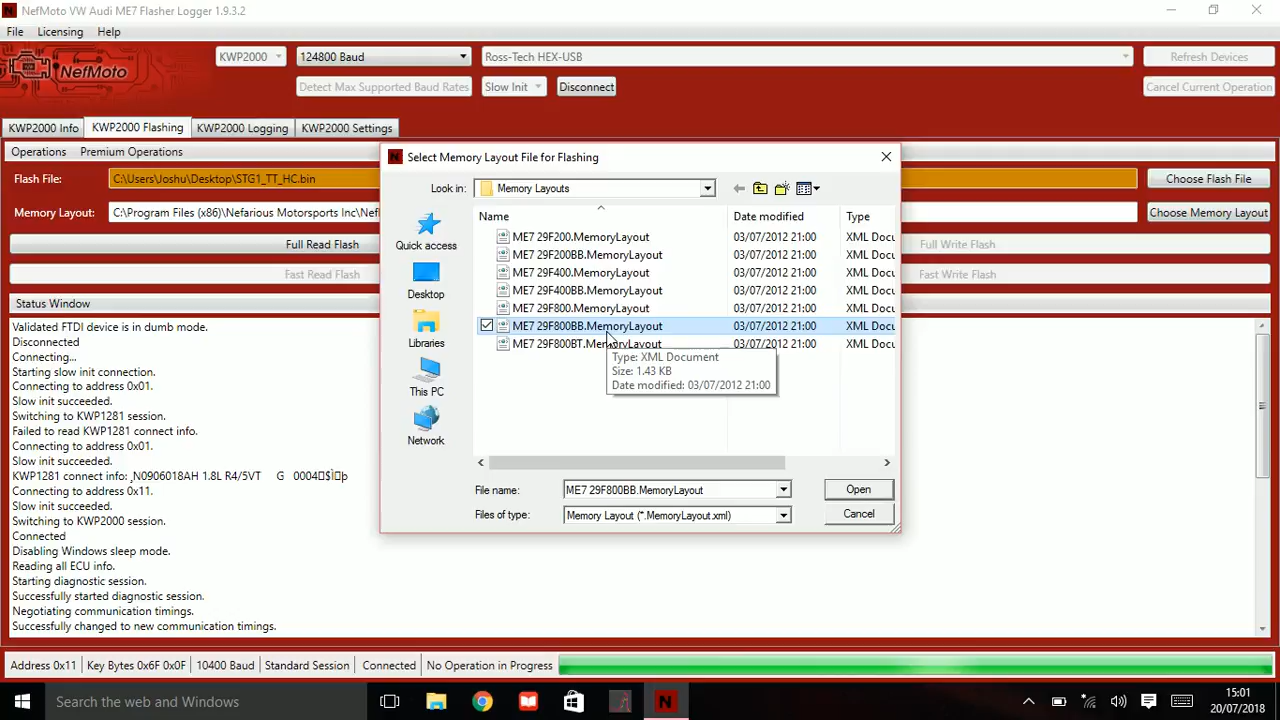 NefMoto VW Audi ME7 Flasher Logger 1.9.3.2
File Licensing Help
NefMoto
KWP2000 124800 Baud Ross-Tech HEX-USB Refresh Devices
Detect Max Supported Baud Rates Slow Init Disconnect Cancel Current Operation
KWP2000 Info KWP2000 Flashing KWP2000 Logging KWP2000 Settings
Operations Premium Operations
Flash File: C:\Users\Joshu\Desktop\STG1_TT_HC.bin Choose Flash File
Memory Layout: C:\Program Files (x86)\Nefarious Motorsports Inc\Nef Choose Memory Layout
Full Read Flash Full Write Flash
Fast Read Flash Fast Write Flash
Status Window
Validated FTDI device is in dumb mode.
Disconnected
Connecting...
Starting slow init connection.
Connecting to address 0x01.
Slow init succeeded.
Switching to KWP1281 session.
Failed to read KWP1281 connect info.
Connecting to address 0x01.
Slow init succeeded.
KWP1281 connect info: ¸N0906018AH 1.8L R4/5VT G 0004
Connecting to address 0x11.
Slow init succeeded.
Switching to KWP2000 session.
Connected
Disabling Windows sleep mode.
Reading all ECU info.
Starting diagnostic session.
Successfully started diagnostic session.
Negotiating communication timings.
Successfully changed to new communication timings.
Select Memory Layout File for Flashing
Look in: Memory Layouts
Quick access
Desktop
Libraries
This PC
Network
Name Date modified Type
ME7 29F200.MemoryLayout 03/07/2012 21:00 XML Docu
ME7 29F200BB.MemoryLayout 03/07/2012 21:00 XML Docu
ME7 29F400.MemoryLayout 03/07/2012 21:00 XML Docu
ME7 29F400BB.MemoryLayout 03/07/2012 21:00 XML Docu
ME7 29F800.MemoryLayout 03/07/2012 21:00 XML Docu
ME7 29F800BB.MemoryLayout 03/07/2012 21:00 XML Docu
ME7 29F800BT.MemoryLayout 03/07/2012 21:00 XML Docu
Type: XML Document
Size: 1.43 KB
Date modified: 03/07/2012 21:00
File name: ME7 29F800BB.MemoryLayout Open
Files of type: Memory Layout (*.MemoryLayout.xml) Cancel
Address 0x11 Key Bytes 0x6F 0x0F 10400 Baud Standard Session Connected No Operation in Progress
Search the web and Windows
N
15:01
20/07/2018